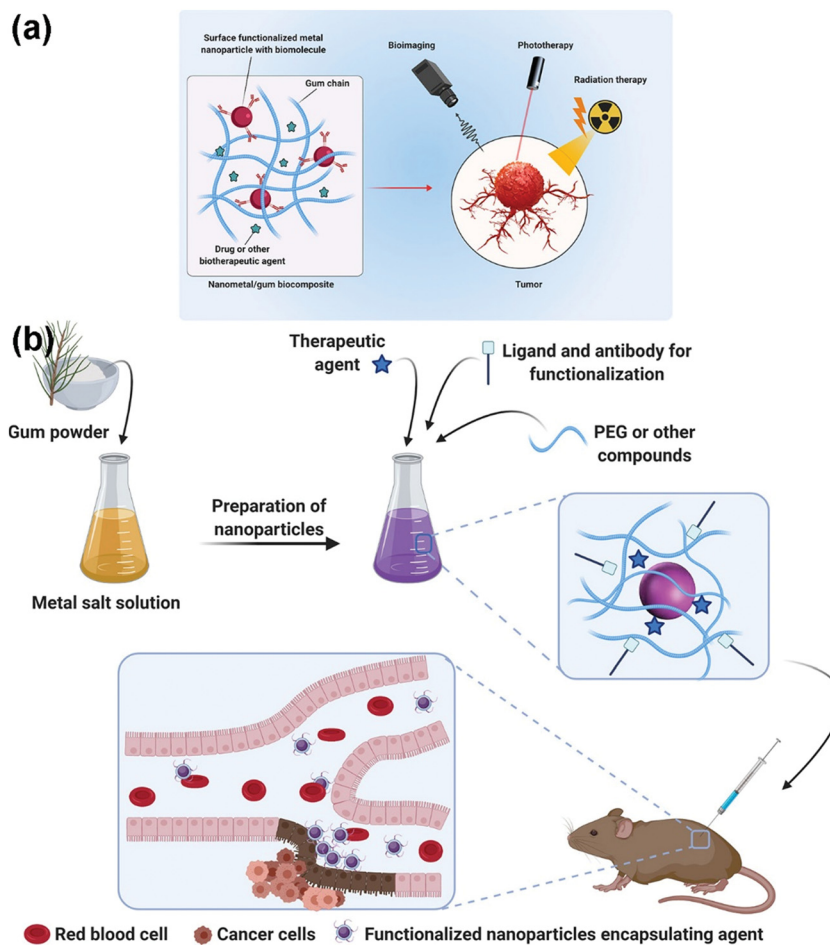 (a)
Surface functionalized metal
nanoparticle with biomolecule
Gum chain
Drug or other
biotherapeutic agent
Nanometal/gum biocomposite
Bioimaging
Phototherapy
Radiation therapy
Tumor
(b)
Gum powder
Metal salt solution
Preparation of
nanoparticles
Therapeutic
agent
Ligand and antibody for
functionalization
PEG or other
compounds
Red blood cell
Cancer cells
Functionalized nanoparticles encapsulating agent